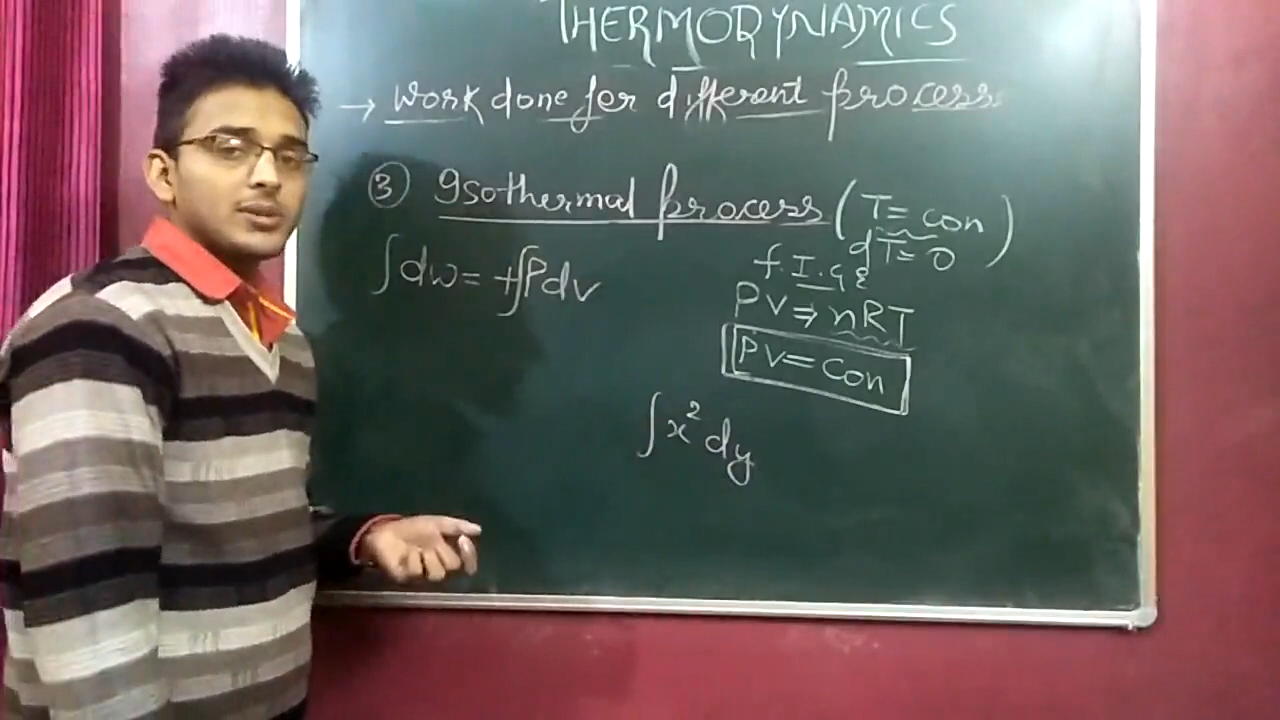 THERMODYNAMICS
→ Work done for different process
③ Isothermal process (T = con
dT = 0)
∫dw = +∫Pdv
f. I. g
PV ⇒ nRT
PV = con
∫x² dy